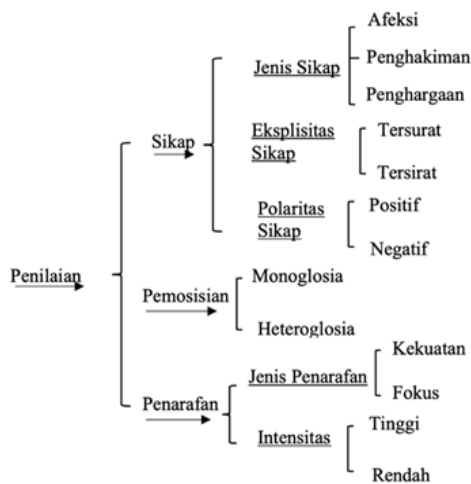 Afeksi
Jenis Sikap
Penghakiman
Penghargaan
Sikap
Eksplisitas
Sikap
Tersurat
Tersirat
Polaritas
Sikap
Positif
Negatif
Penilaian
Pemosisian
Monoglosia
Heteroglosia
Jenis Penarafan
Kekuatan
Fokus
Penarafan
Intensitas
Tinggi
Rendah